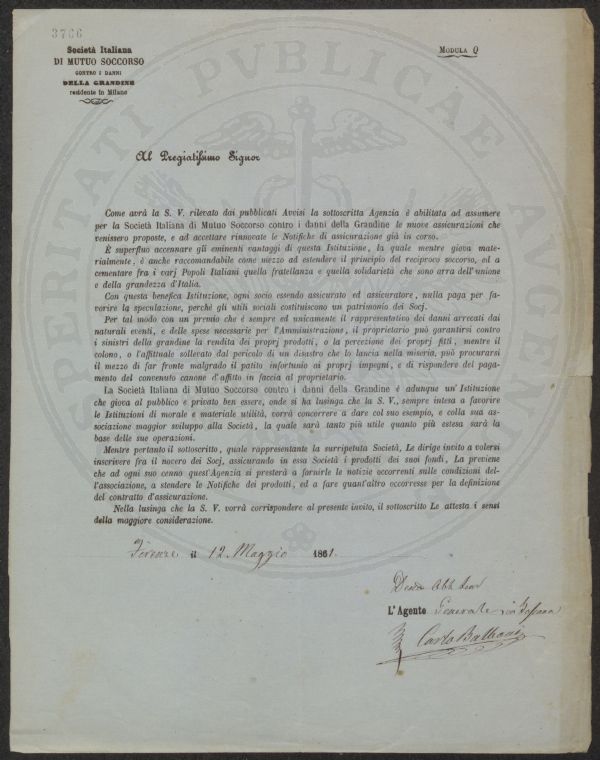 3766
Società Italiana
DI MUTUO SOCCORSO
CONTRO I DANNI
DELLA GRANDINE
residente in Milano
MODULA Q
PROSPERITATI PVBLICAE AVGENDAE
Al Pregiatissimo Signor
Come avrà la S. V. rilevato dai pubblicati Avvisi la sottoscritta Agenzia è abilitata ad assumere
per la Società Italiana di Mutuo Soccorso contro i danni della Grandine le nuove assicurazioni che
venissero proposte, e ad accettare rinnovate le Notifiche di assicurazione già in corso.
È superfluo accennare gli eminenti vantaggi di questa Istituzione, la quale mentre giova mate-
rialmente, è anche raccomandabile come mezzo ad estendere il principio del reciproco soccorso, ed a
cementare fra i varj Popoli Italiani quella fratellanza e quella solidarietà che sono arra dell'unione
e della grandezza d'Italia.
Con questa benefica Istituzione, ogni socio essendo assicurato ed assicuratore, nulla paga per fa-
vorire la speculazione, perchè gli utili sociali costituiscono un patrimonio dei Socj.
Per tal modo con un premio che è sempre ed unicamente il rappresentativo dei danni arrecati dai
naturali eventi, e delle spese necessarie per l'Amministrazione, il proprietario può garantirsi contro
i sinistri della grandine la rendita dei proprj prodotti, o la percezione dei proprj fitti, mentre il
colono, o l'affittuale sollevato dal pericolo di un disastro che lo lancia nella miseria, può procurarsi
il mezzo di far fronte malgrado il patito infortunio ai proprj impegni, e di rispondere del paga-
mento del convenuto canone d'affitto in faccia al proprietario.
La Società Italiana di Mutuo Soccorso contro i danni della Grandine è adunque un'Istituzione
che giova al pubblico e privato ben essere, onde si ha lusinga che la S. V., sempre intesa a favorire
le Istituzioni di morale e materiale utilità, vorrà concorrere a dare col suo esempio, e colla sua as-
sociazione maggior sviluppo alla Società, la quale sarà tanto più utile quanto più estesa sarà la
base delle sue operazioni.
Mentre pertanto il sottoscritto, quale rappresentante la surripetuta Società, Le dirige invito a volersi
inscrivere fra il novero dei Socj, assicurando in essa Società i prodotti dei suoi fondi, La previene
che ad ogni suo cenno quest'Agenzia si presterà a fornirle le notizie occorrenti sulle condizioni del-
l'associazione, a stendere le Notifiche dei prodotti, ed a fare quant'altro occorresse per la definizione
del contratto d'assicurazione.
Nella lusinga che la S. V. vorrà corrispondere al presente invito, il sottoscritto Le attesta i sensi
della maggiore considerazione.
Firenze il 12. Maggio 1861.
L'Agente Generale in Toscana
Carlo